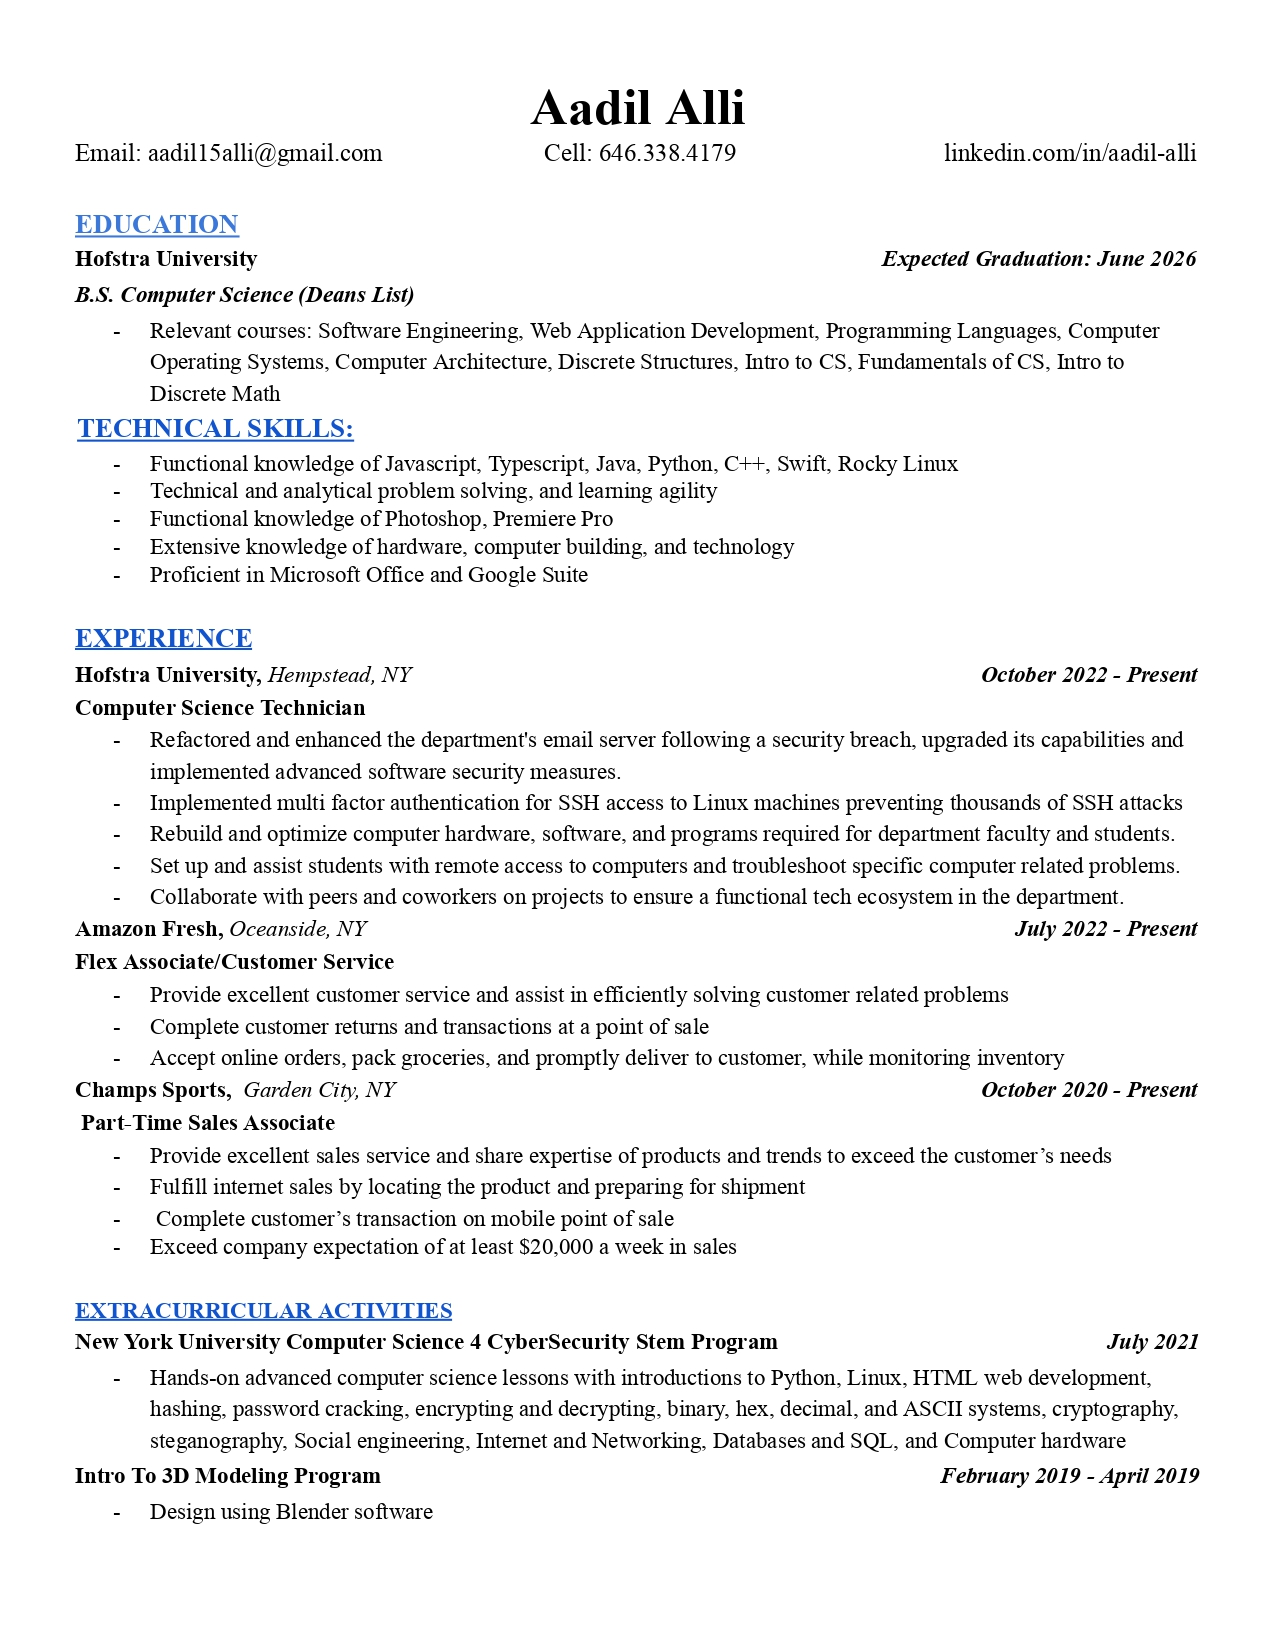 Aadil Alli
Email: aadil15alli@gmail.com Cell: 646.338.4179 linkedin.com/in/aadil-alli
EDUCATION
Hofstra University Expected Graduation: June 2026
B.S. Computer Science (Deans List)
- Relevant courses: Software Engineering, Web Application Development, Programming Languages, Computer
Operating Systems, Computer Architecture, Discrete Structures, Intro to CS, Fundamentals of CS, Intro to
Discrete Math
TECHNICAL SKILLS:
- Functional knowledge of Javascript, Typescript, Java, Python, C++, Swift, Rocky Linux
- Technical and analytical problem solving, and learning agility
- Functional knowledge of Photoshop, Premiere Pro
- Extensive knowledge of hardware, computer building, and technology
- Proficient in Microsoft Office and Google Suite
EXPERIENCE
Hofstra University, Hempstead, NY October 2022 - Present
Computer Science Technician
- Refactored and enhanced the department's email server following a security breach, upgraded its capabilities and
implemented advanced software security measures.
- Implemented multi factor authentication for SSH access to Linux machines preventing thousands of SSH attacks
- Rebuild and optimize computer hardware, software, and programs required for department faculty and students.
- Set up and assist students with remote access to computers and troubleshoot specific computer related problems.
- Collaborate with peers and coworkers on projects to ensure a functional tech ecosystem in the department.
Amazon Fresh, Oceanside, NY July 2022 - Present
Flex Associate/Customer Service
- Provide excellent customer service and assist in efficiently solving customer related problems
- Complete customer returns and transactions at a point of sale
- Accept online orders, pack groceries, and promptly deliver to customer, while monitoring inventory
Champs Sports, Garden City, NY October 2020 - Present
Part-Time Sales Associate
- Provide excellent sales service and share expertise of products and trends to exceed the customer’s needs
- Fulfill internet sales by locating the product and preparing for shipment
- Complete customer’s transaction on mobile point of sale
- Exceed company expectation of at least $20,000 a week in sales
EXTRACURRICULAR ACTIVITIES
New York University Computer Science 4 CyberSecurity Stem Program July 2021
- Hands-on advanced computer science lessons with introductions to Python, Linux, HTML web development,
hashing, password cracking, encrypting and decrypting, binary, hex, decimal, and ASCII systems, cryptography,
steganography, Social engineering, Internet and Networking, Databases and SQL, and Computer hardware
Intro To 3D Modeling Program February 2019 - April 2019
- Design using Blender software